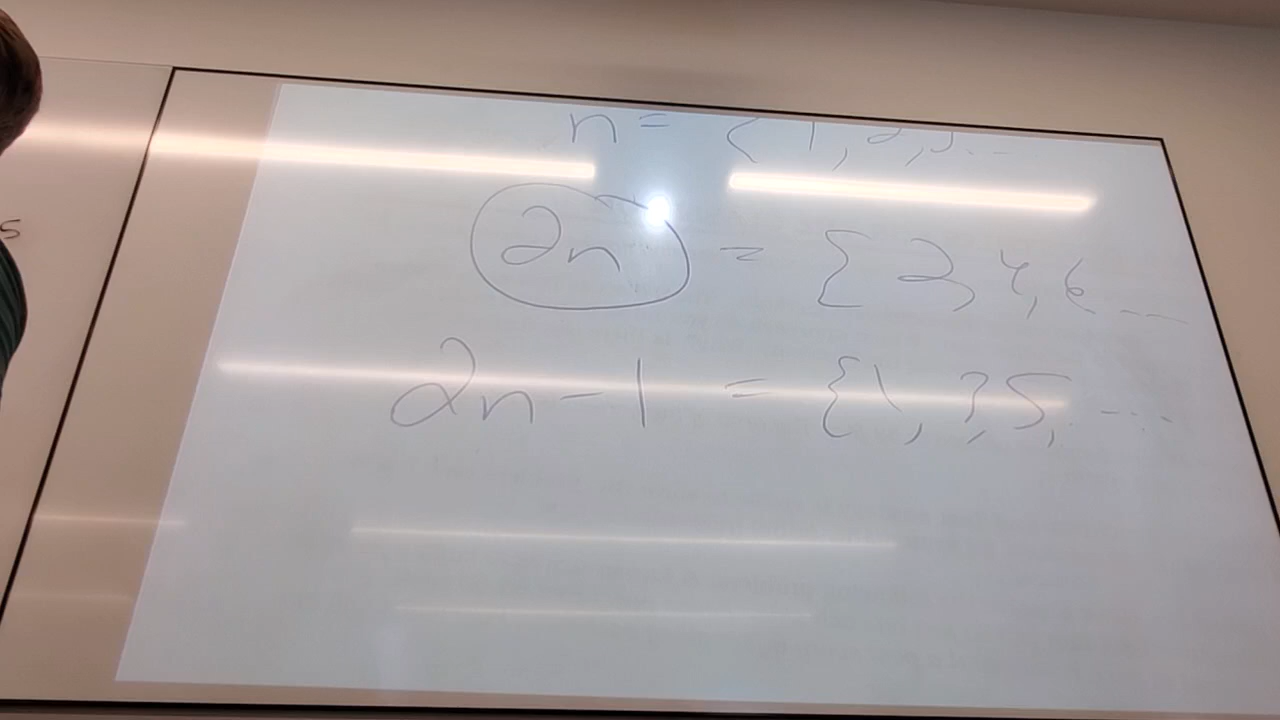 n = {1, 2, 3...
2n = {2, 4, 6...
2n-1 = {1, 3, 5, ...
s